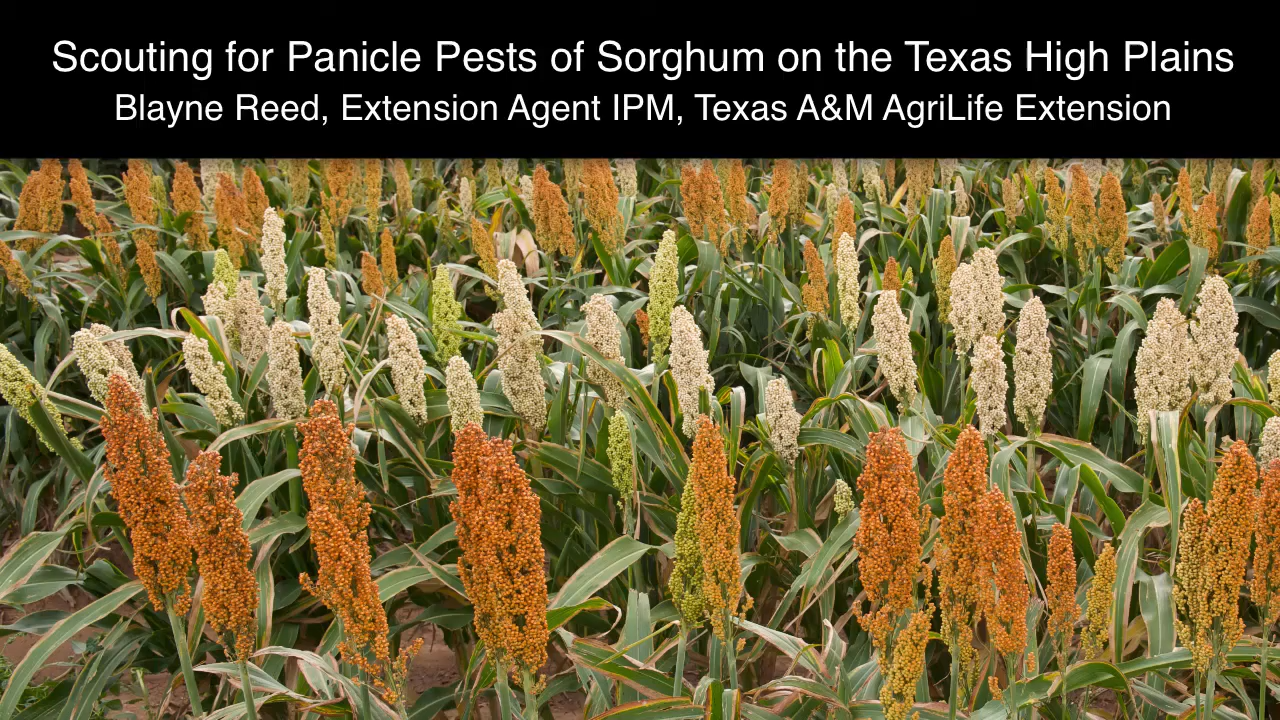 Scouting for Panicle Pests of Sorghum on the Texas High Plains
Blayne Reed, Extension Agent IPM, Texas A&M AgriLife Extension